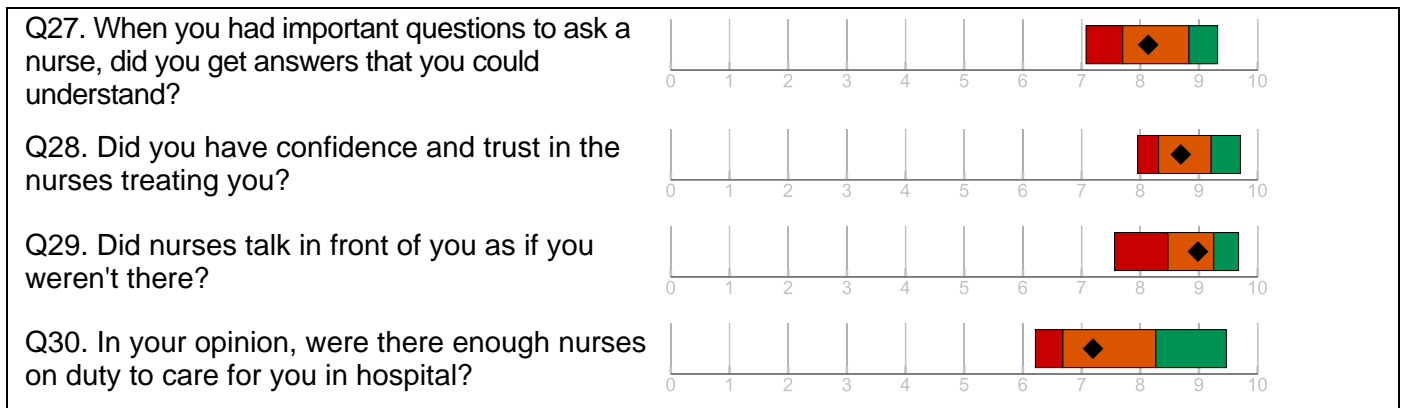 Q27. When you had important questions to ask a
nurse, did you get answers that you could
understand?
0 1 2 3 4 5 6 7 8 9 10
Q28. Did you have confidence and trust in the
nurses treating you?
0 1 2 3 4 5 6 7 8 9 10
Q29. Did nurses talk in front of you as if you
weren't there?
0 1 2 3 4 5 6 7 8 9 10
Q30. In your opinion, were there enough nurses
on duty to care for you in hospital?
0 1 2 3 4 5 6 7 8 9 10